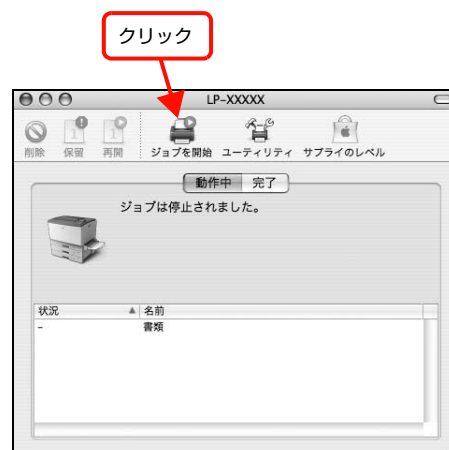 クリック
LP-XXXXX
削除 保留 再開 ジョブを開始 ユーティリティ サプライのレベル
動作中 完了
ジョブは停止されました。
状況 ▲ 名前
– 書類